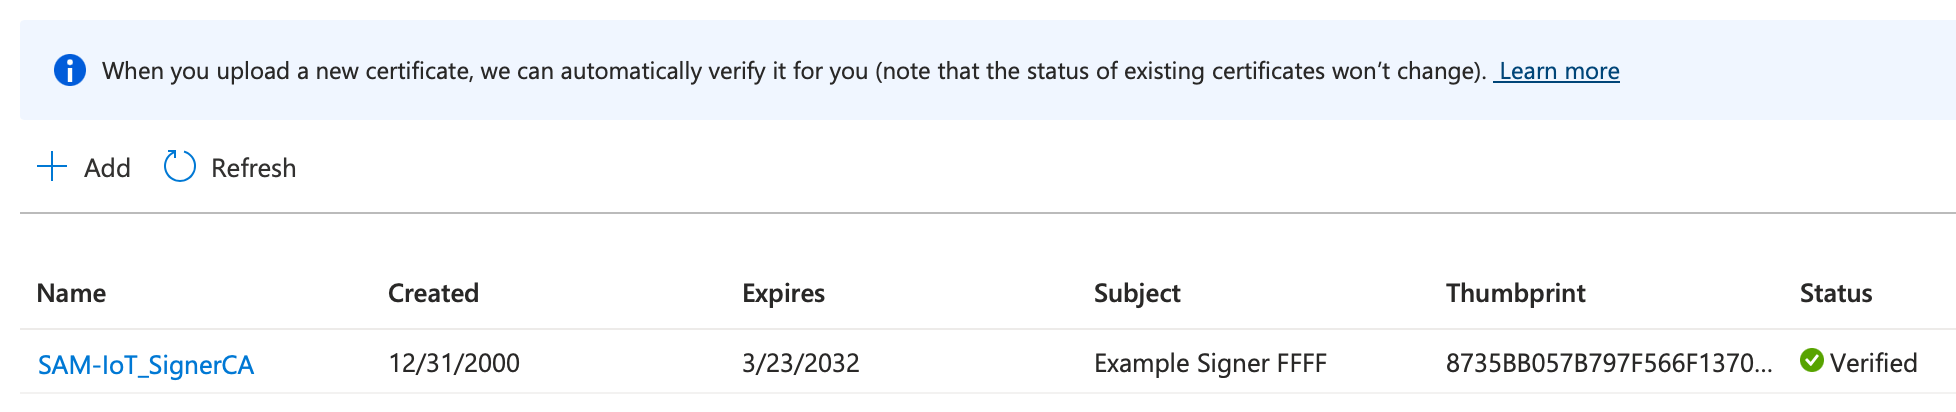 When you upload a new certificate, we can automatically verify it for you (note that the status of existing certificates won’t change). Learn more
Add Refresh
Name Created Expires Subject Thumbprint Status
SAM-IoT_SignerCA 12/31/2000 3/23/2032 Example Signer FFFF 8735BB057B797F566F1370... Verified